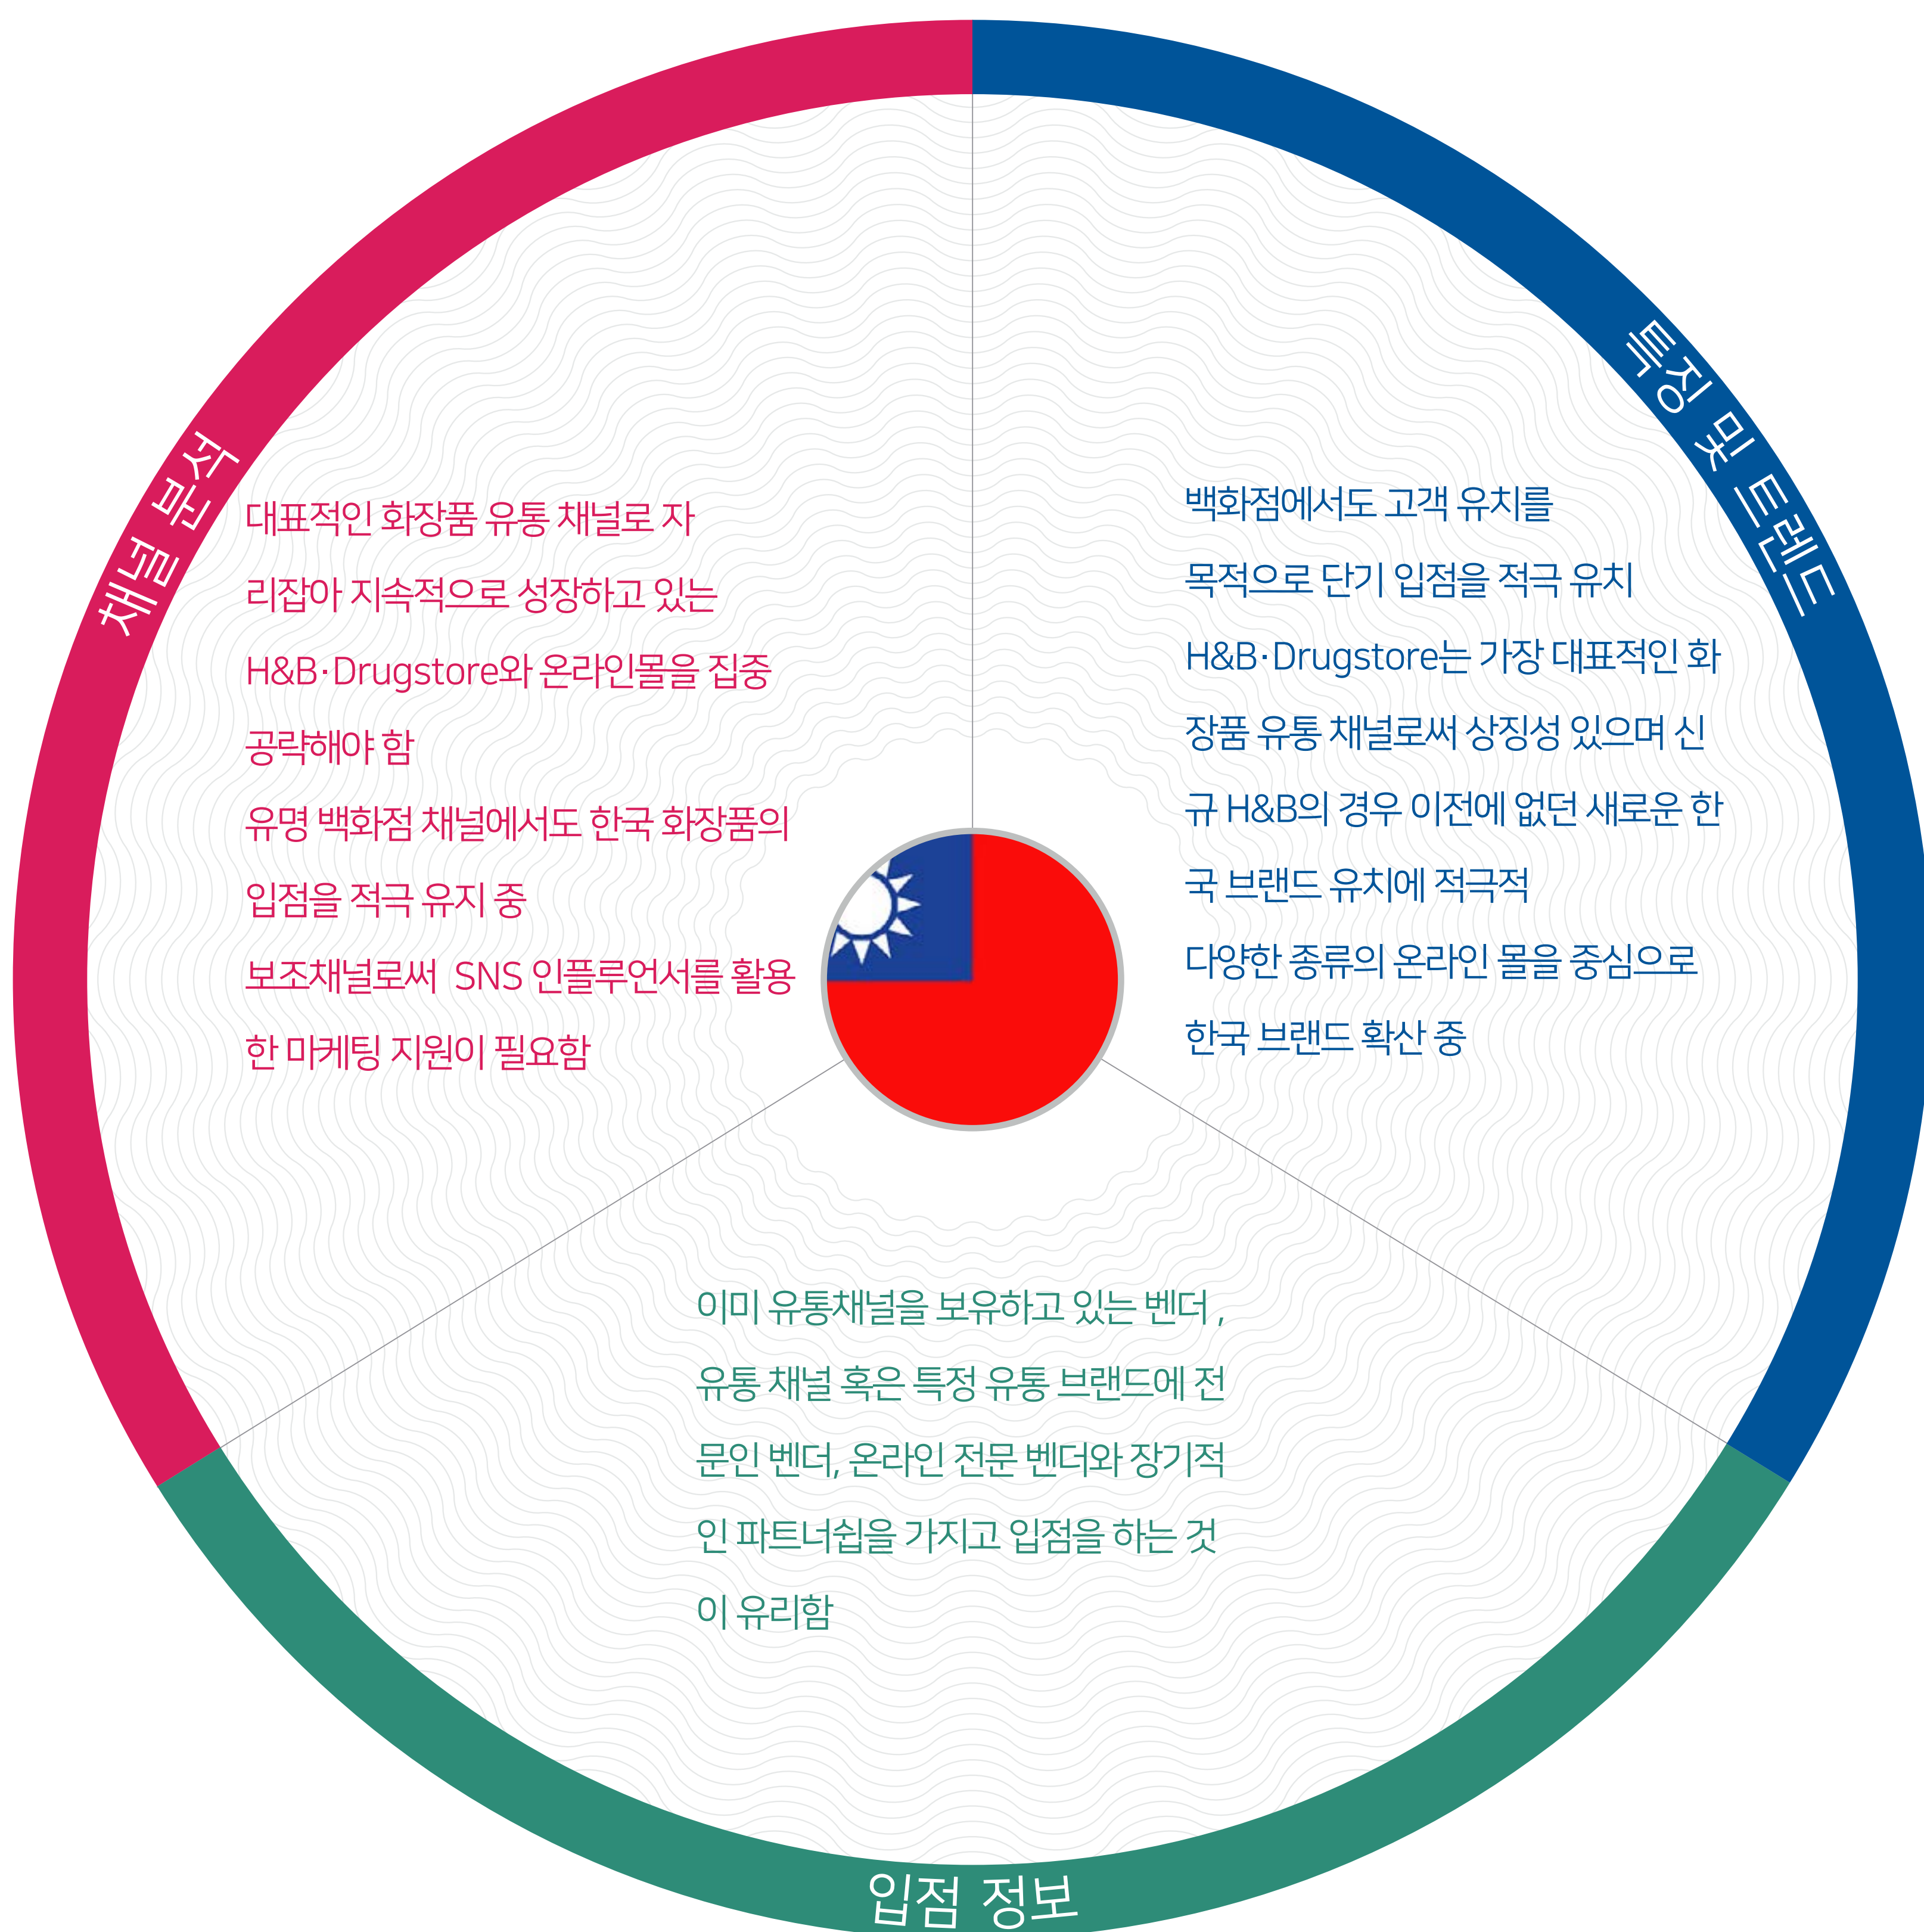 채널 분석
대표적인 화장품 유통 채널로 자
리잡아 지속적으로 성장하고 있는
H&B·Drugstore와 온라인몰을 집중
공략해야 함
유명 백화점 채널에서도 한국 화장품의
입점을 적극 유지 중
보조채널로써 SNS 인플루언서를 활용
한 마케팅 지원이 필요함
특징 및 트렌드
백화점에서도 고객 유치를
목적으로 단기 입점을 적극 유치
H&B·Drugstore는 가장 대표적인 화
장품 유통 채널로써 상징성 있으며 신
규 H&B의 경우 이전에 없던 새로운 한
국 브랜드 유치에 적극적
다양한 종류의 온라인 몰을 중심으로
한국 브랜드 확산 중
이미 유통채널을 보유하고 있는 벤더,
유통 채널 혹은 특정 유통 브랜드에 전
문인 벤더, 온라인 전문 벤더와 장기적
인 파트너쉽을 가지고 입점을 하는 것
이 유리함
입점 정보